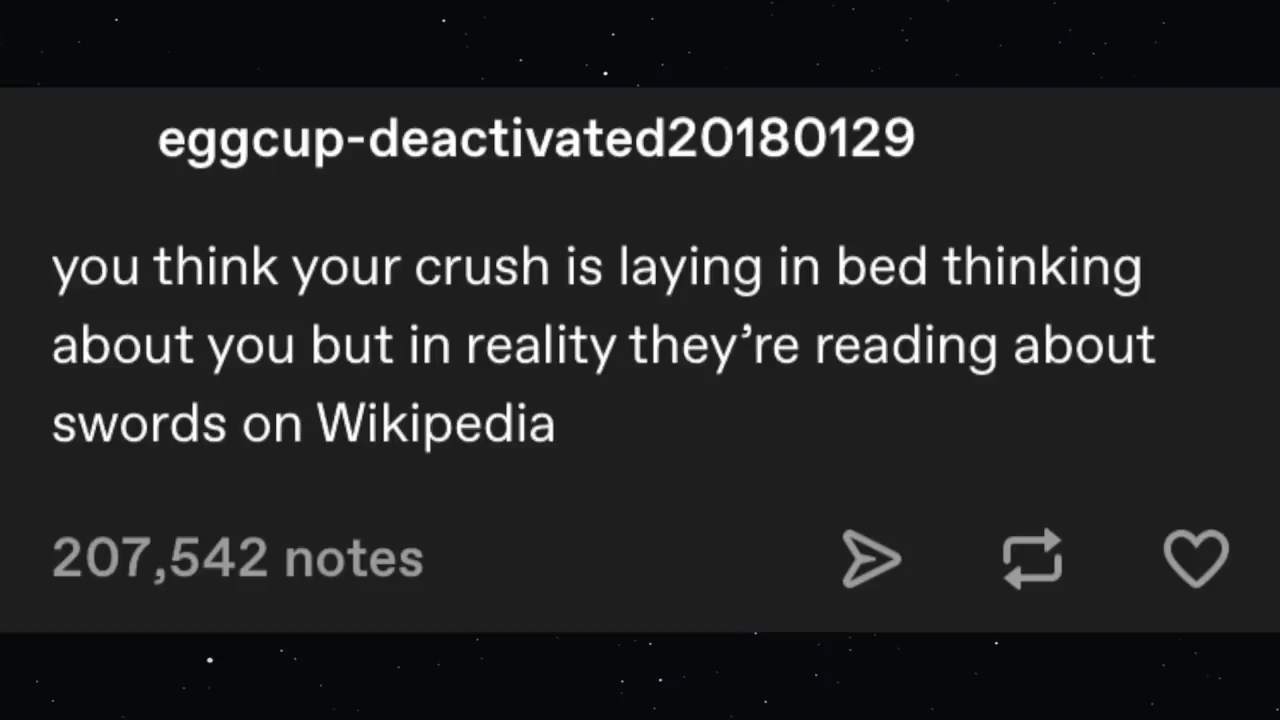 eggcup-deactivated20180129
you think your crush is laying in bed thinking
about you but in reality they’re reading about
swords on Wikipedia
207,542 notes